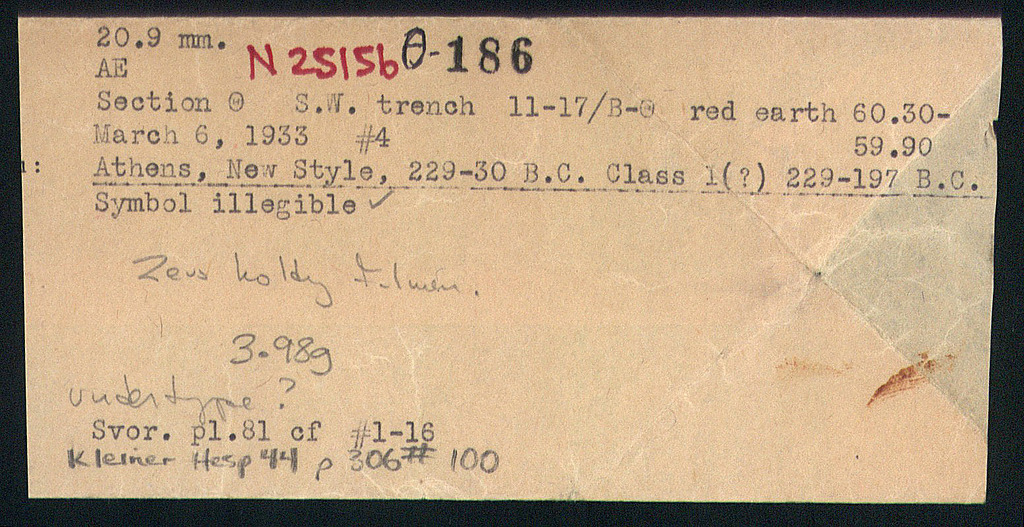 20.9 mm.
N 25156 Θ-186
AE
Section Θ S.W. trench 11-17/B-Θ red earth 60.30-
March 6, 1933 #4 59.90
Athens, New Style, 229-30 B.C. Class 1(?) 229-197 B.C.
Symbol illegible ✓
Zeus
3.98g
undertype?
Svor. pl.81 cf #1-16
Kleiner Hesp 44 p 306 # 100